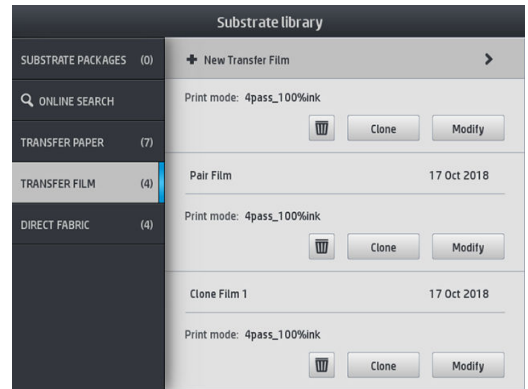 Substrate library
SUBSTRATE PACKAGES (0)
ONLINE SEARCH
TRANSFER PAPER (7)
TRANSFER FILM (4)
DIRECT FABRIC (4)
+ New Transfer Film >
Print mode: 4pass_100%ink
Clone Modify
Pair Film 17 Oct 2018
Print mode: 4pass_100%ink
Clone Modify
Clone Film 1 17 Oct 2018
Print mode: 4pass_100%ink
Clone Modify